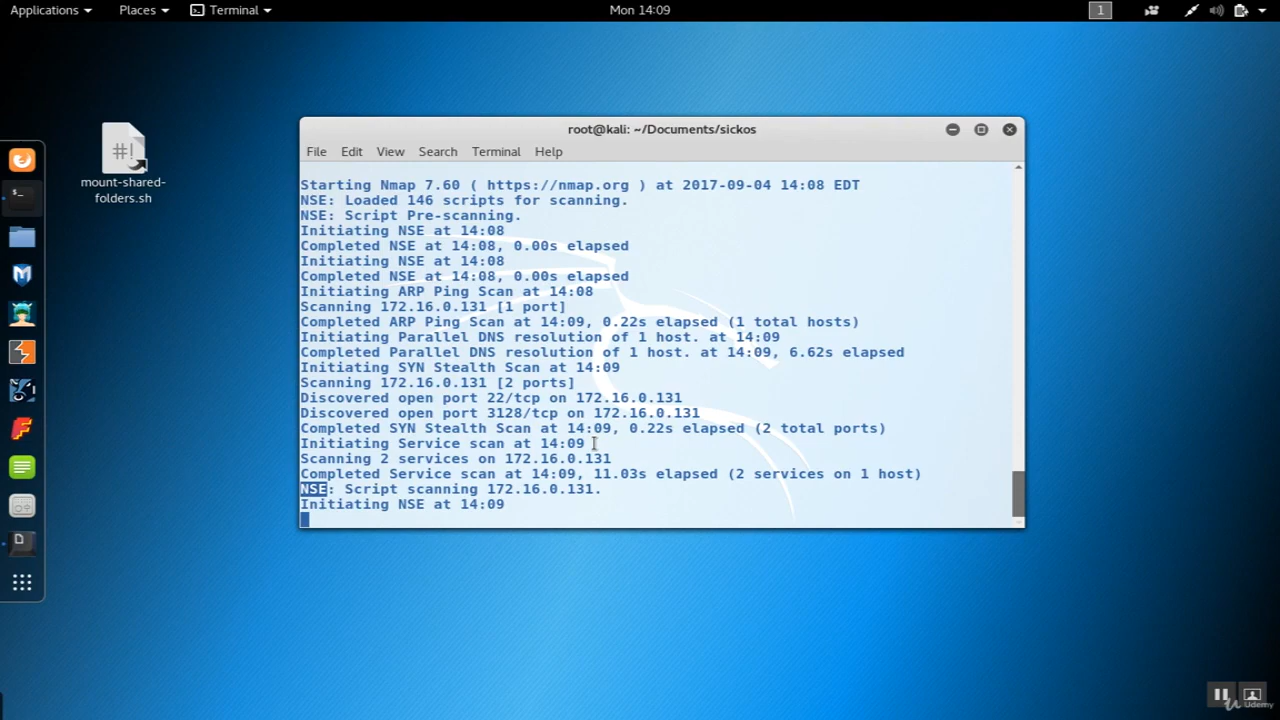 Applications Places Terminal Mon 14:09 1
mount-shared-
folders.sh
root@kali: ~/Documents/sickos
File Edit View Search Terminal Help
Starting Nmap 7.60 ( https://nmap.org ) at 2017-09-04 14:08 EDT
NSE: Loaded 146 scripts for scanning.
NSE: Script Pre-scanning.
Initiating NSE at 14:08
Completed NSE at 14:08, 0.00s elapsed
Initiating NSE at 14:08
Completed NSE at 14:08, 0.00s elapsed
Initiating ARP Ping Scan at 14:08
Scanning 172.16.0.131 [1 port]
Completed ARP Ping Scan at 14:09, 0.22s elapsed (1 total hosts)
Initiating Parallel DNS resolution of 1 host. at 14:09
Completed Parallel DNS resolution of 1 host. at 14:09, 6.62s elapsed
Initiating SYN Stealth Scan at 14:09
Scanning 172.16.0.131 [2 ports]
Discovered open port 22/tcp on 172.16.0.131
Discovered open port 3128/tcp on 172.16.0.131
Completed SYN Stealth Scan at 14:09, 0.22s elapsed (2 total ports)
Initiating Service scan at 14:09
Scanning 2 services on 172.16.0.131
Completed Service scan at 14:09, 11.03s elapsed (2 services on 1 host)
NSE: Script scanning 172.16.0.131.
Initiating NSE at 14:09
Udemy